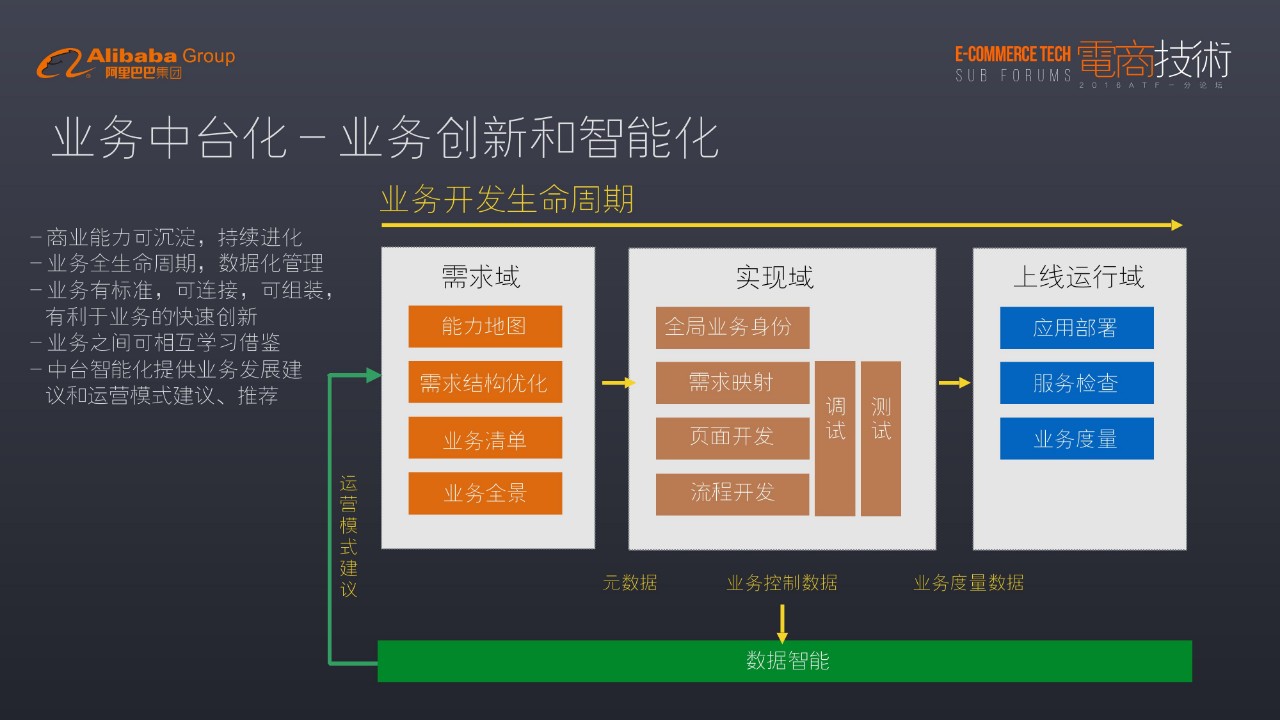 Alibaba Group
阿里巴巴集团
E-COMMERCE TECH
SUB FORUMS
電商技術
2016ATF-分论坛
业务中台化－业务创新和智能化
业务开发生命周期
－商业能力可沉淀，持续进化
－业务全生命周期，数据化管理
－业务有标准，可连接，可组装，
有利于业务的快速创新
－业务之间可相互学习借鉴
－中台智能化提供业务发展建
议和运营模式建议、推荐
需求域
能力地图
需求结构优化
业务清单
业务全景
实现域
全局业务身份
需求映射
页面开发
流程开发
调试
测试
上线运行域
应用部署
服务检查
业务度量
运营模式建议
元数据
业务控制数据
业务度量数据
数据智能